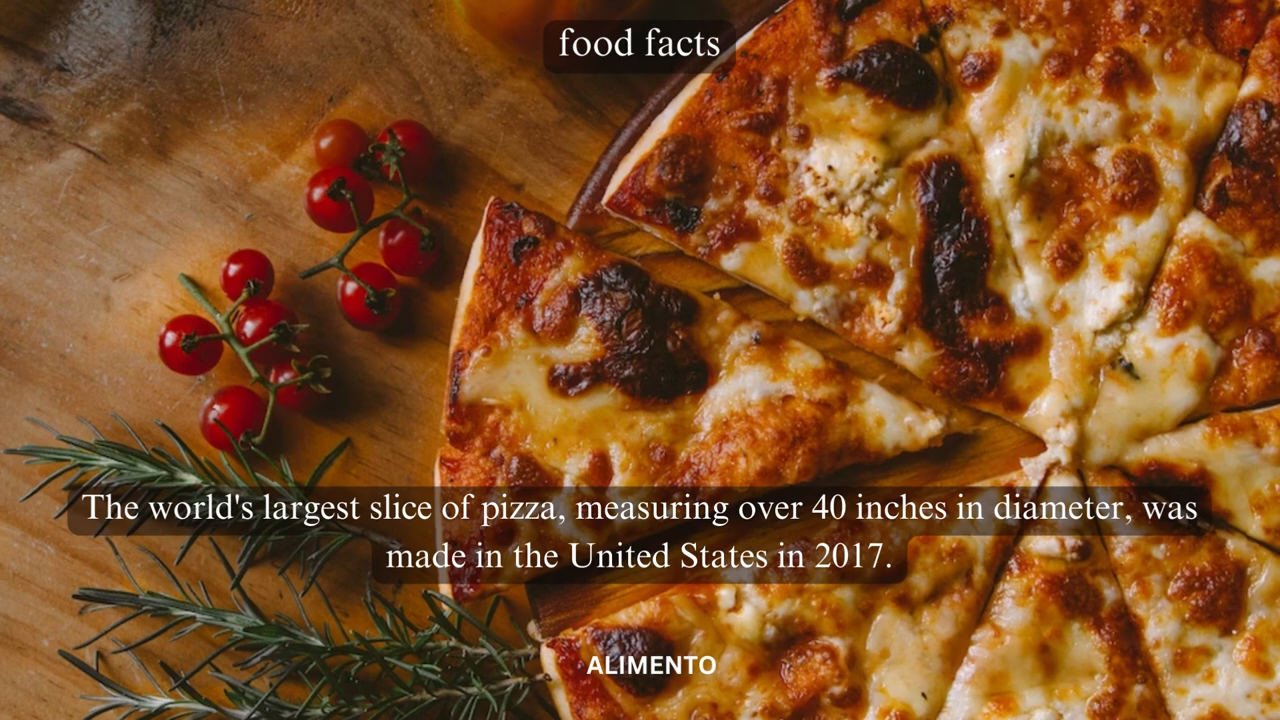 food facts
The world's largest slice of pizza, measuring over 40 inches in diameter, was
made in the United States in 2017.
ALIMENTO